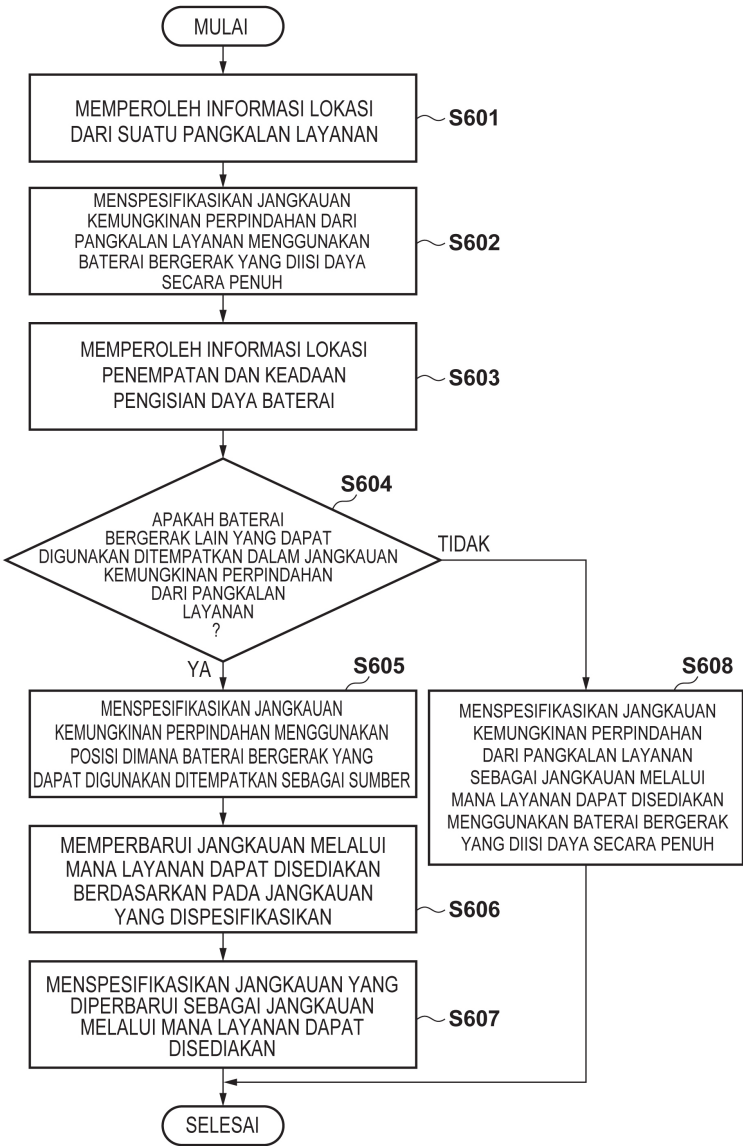 MULAI
MEMPEROLEH INFORMASI LOKASI
DARI SUATU PANGKALAN LAYANAN
S601
MENSPESIFIKASIKAN JANGKAUAN
KEMUNGKINAN PERPINDAHAN DARI
PANGKALAN LAYANAN MENGGUNAKAN
BATERAI BERGERAK YANG DIISI DAYA
SECARA PENUH
S602
MEMPEROLEH INFORMASI LOKASI
PENEMPATAN DAN KEADAAN
PENGISIAN DAYA BATERAI
S603
S604
APAKAH BATERAI
BERGERAK LAIN YANG DAPAT
DIGUNAKAN DITEMPATKAN DALAM JANGKAUAN
KEMUNGKINAN PERPINDAHAN
DARI PANGKALAN
LAYANAN
?
TIDAK
YA
S605
MENSPESIFIKASIKAN JANGKAUAN
KEMUNGKINAN PERPINDAHAN MENGGUNAKAN
POSISI DIMANA BATERAI BERGERAK YANG
DAPAT DIGUNAKAN DITEMPATKAN SEBAGAI SUMBER
S608
MENSPESIFIKASIKAN JANGKAUAN
KEMUNGKINAN PERPINDAHAN
DARI PANGKALAN LAYANAN
SEBAGAI JANGKAUAN MELALUI
MANA LAYANAN DAPAT DISEDIAKAN
MENGGUNAKAN BATERAI BERGERAK
YANG DIISI DAYA SECARA PENUH
MEMPERBARUI JANGKAUAN MELALUI
MANA LAYANAN DAPAT DISEDIAKAN
BERDASARKAN PADA JANGKAUAN
YANG DISPESIFIKASIKAN
S606
MENSPESIFIKASIKAN JANGKAUAN YANG
DIPERBARUI SEBAGAI JANGKAUAN
MELALUI MANA LAYANAN DAPAT
DISEDIAKAN
S607
SELESAI